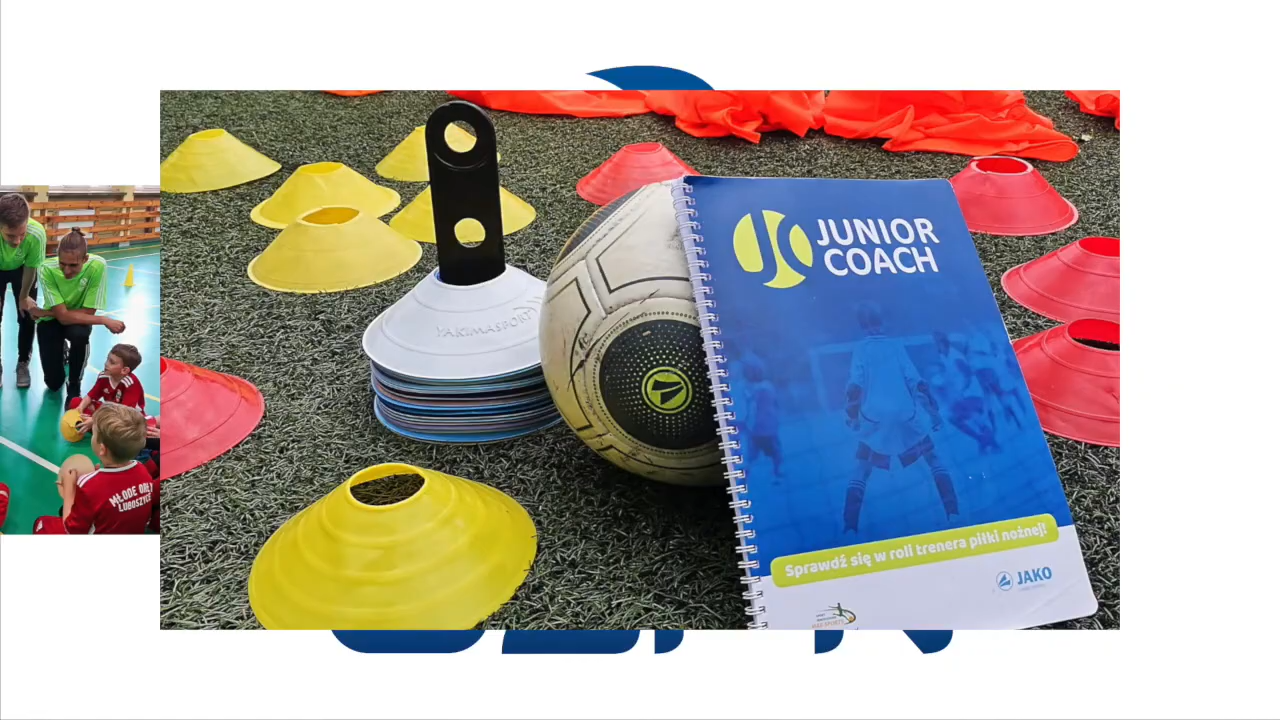 JUNIOR
COACH
YAKIMASPORT
MŁODE ORŁY
LUBOSZYCE
Sprawdź się w roli trenera piłki nożnej!
JAKO